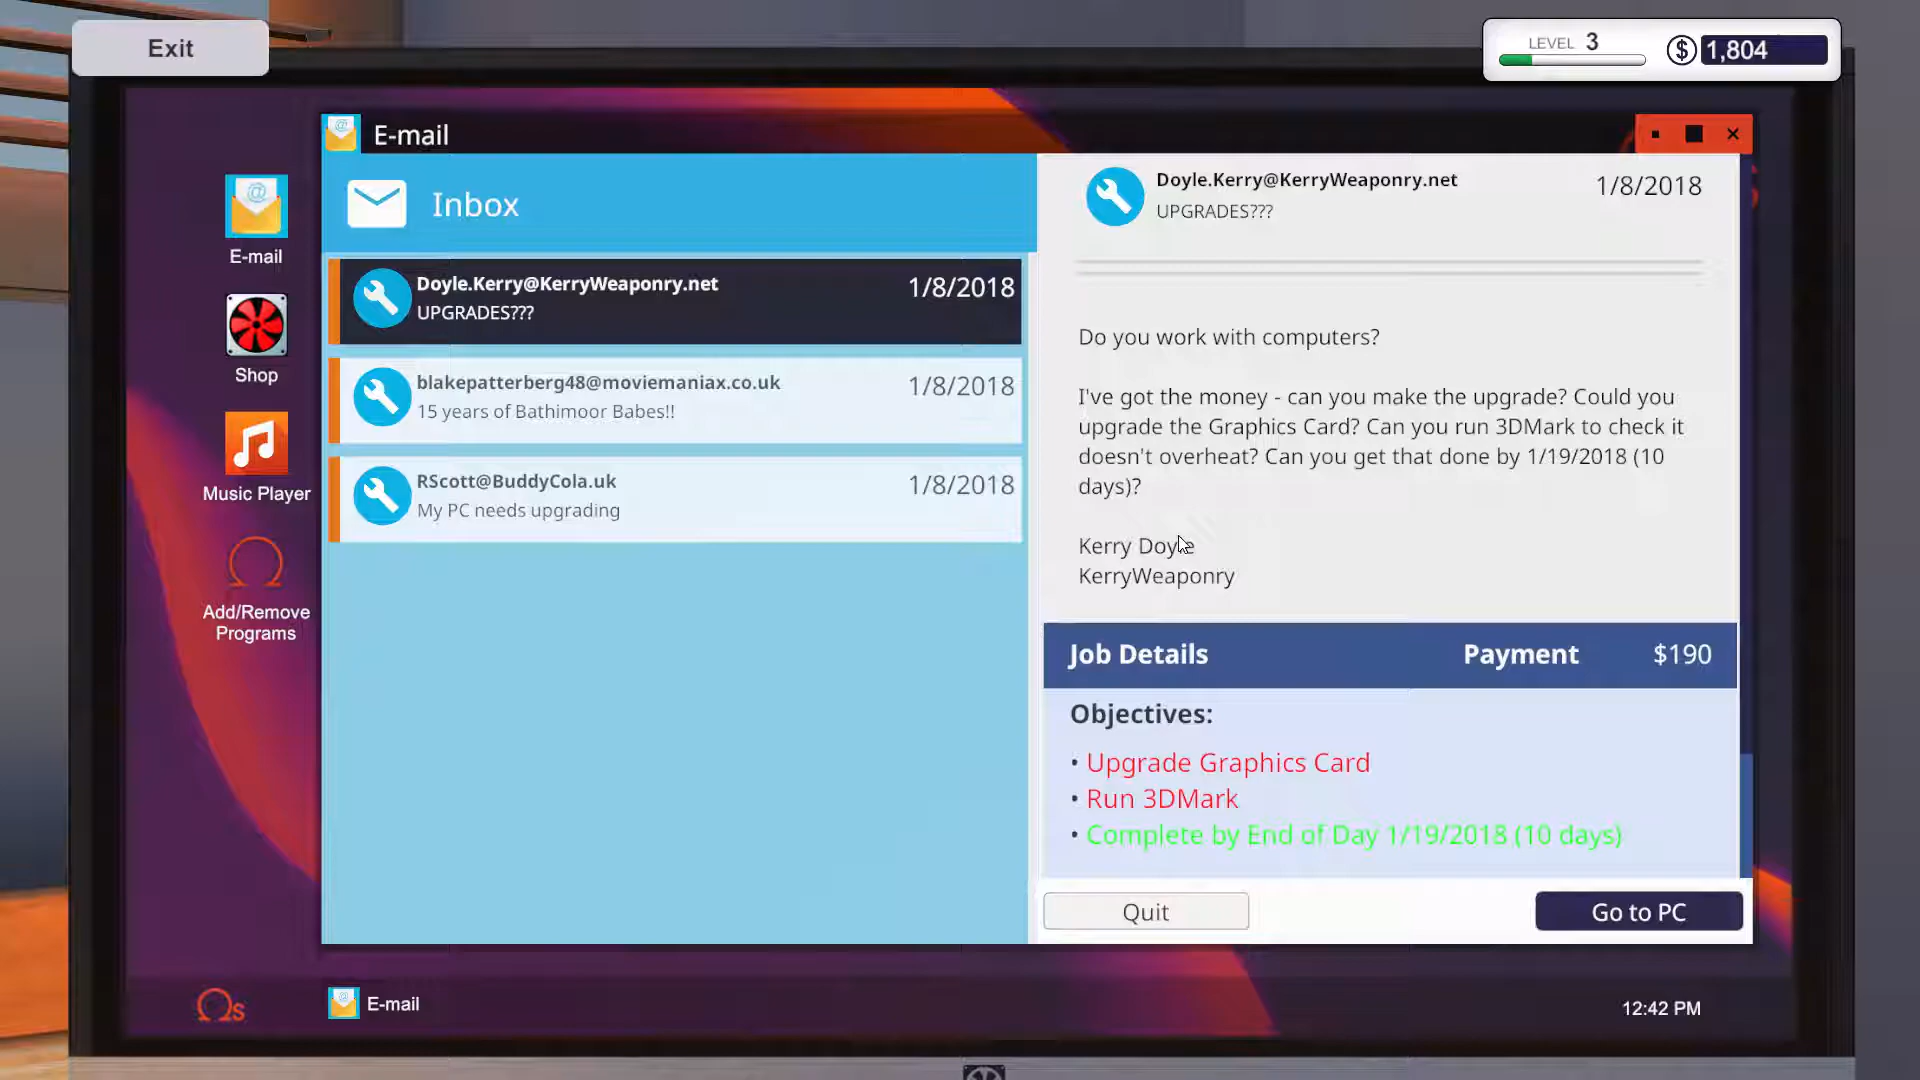 Exit
LEVEL 3
$ 1,804
E-mail
Inbox
Doyle.Kerry@KerryWeaponry.net
1/8/2018
UPGRADES???
blakepatterberg48@moviemaniax.co.uk
1/8/2018
15 years of Bathimoor Babes!!
RScott@BuddyCola.uk
1/8/2018
My PC needs upgrading
Doyle.Kerry@KerryWeaponry.net
1/8/2018
UPGRADES???
Do you work with computers?
I've got the money - can you make the upgrade? Could you
upgrade the Graphics Card? Can you run 3DMark to check it
doesn't overheat? Can you get that done by 1/19/2018 (10
days)?
Kerry Doyle
KerryWeaponry
Job Details Payment $190
Objectives:
• Upgrade Graphics Card
• Run 3DMark
• Complete by End of Day 1/19/2018 (10 days)
Quit
Go to PC
E-mail
Shop
Music Player
Add/Remove
Programs
Ωs
E-mail
12:42 PM